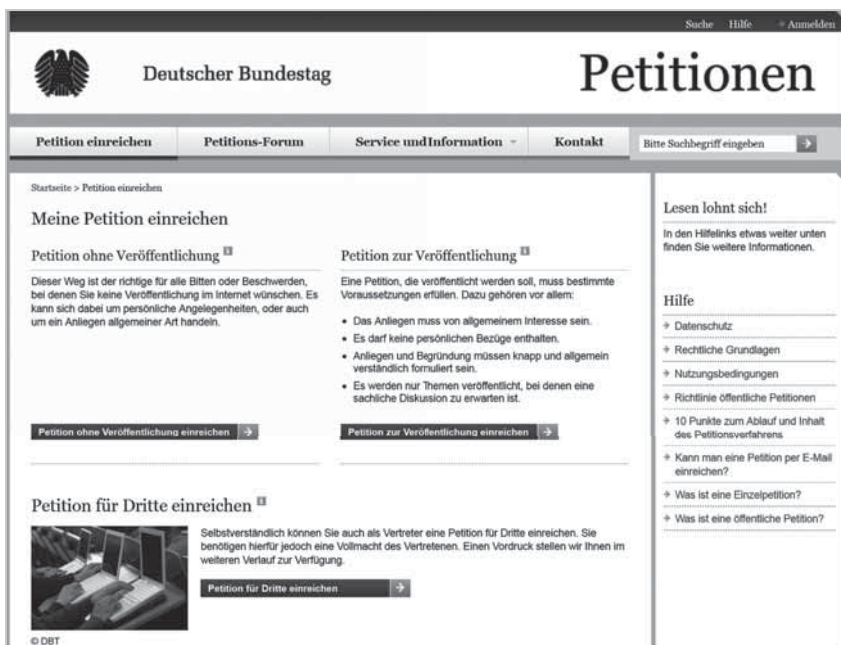 Suche Hilfe Anmelden
Deutscher Bundestag
Petitionen
Petition einreichen Petitions-Forum Service und Information Kontakt Bitte Suchbegriff eingeben
Startseite > Petition einreichen
Meine Petition einreichen
Petition ohne Veröffentlichung
Dieser Weg ist der richtige für alle Bitten oder Beschwerden,
bei denen Sie keine Veröffentlichung im Internet wünschen. Es
kann sich dabei um persönliche Angelegenheiten, oder auch
um ein Anliegen allgemeiner Art handeln.
Petition ohne Veröffentlichung einreichen
Petition zur Veröffentlichung
Eine Petition, die veröffentlicht werden soll, muss bestimmte
Voraussetzungen erfüllen. Dazu gehören vor allem:
• Das Anliegen muss von allgemeinem Interesse sein.
• Es darf keine persönlichen Bezüge enthalten.
• Anliegen und Begründung müssen knapp und allgemein
verständlich formuliert sein.
• Es werden nur Themen veröffentlicht, bei denen eine
sachliche Diskussion zu erwarten ist.
Petition zur Veröffentlichung einreichen
Petition für Dritte einreichen
Selbstverständlich können Sie auch als Vertreter eine Petition für Dritte einreichen. Sie
benötigen hierfür jedoch eine Vollmacht des Vertretenen. Einen Vordruck stellen wir Ihnen im
weiteren Verlauf zur Verfügung.
Petition für Dritte einreichen
© DBT
Lesen lohnt sich!
In den Hilfelinks etwas weiter unten
finden Sie weitere Informationen.
Hilfe
Datenschutz
Rechtliche Grundlagen
Nutzungsbedingungen
Richtlinie öffentliche Petitionen
10 Punkte zum Ablauf und Inhalt
des Petitionsverfahrens
Kann man eine Petition per E-Mail
einreichen?
Was ist eine Einzelpetition?
Was ist eine öffentliche Petition?